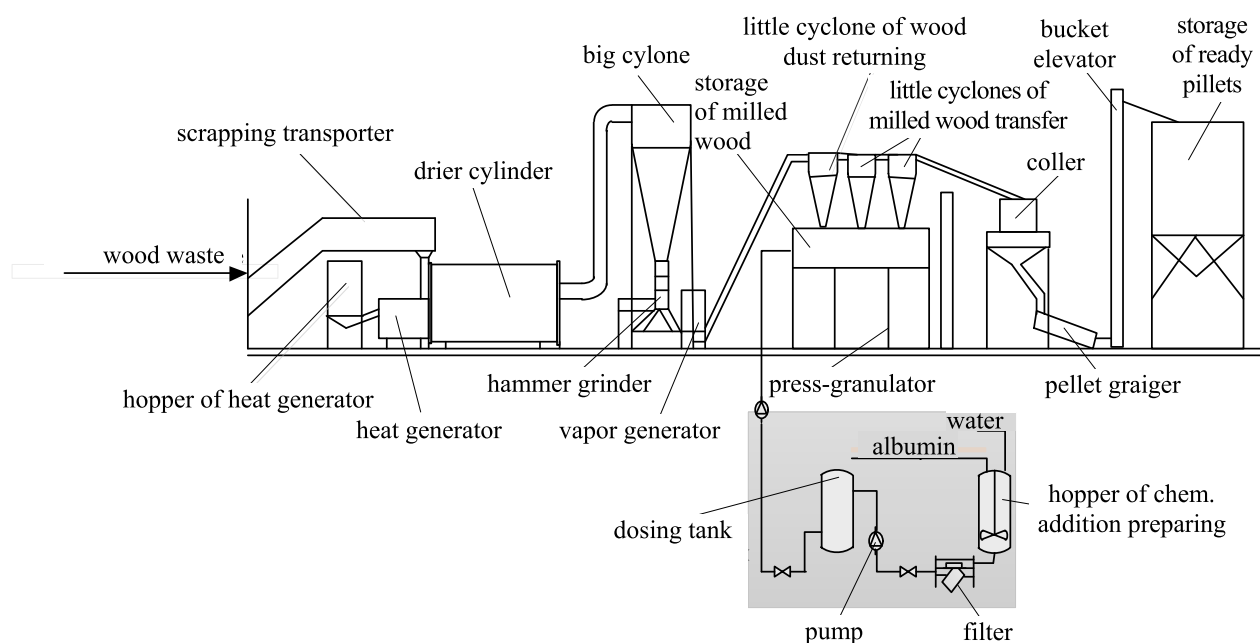 little cyclone of wood
dust returning
bucket
elevator
storage
of ready
pillets
big cylone
storage
of milled
wood
little cyclones of
milled wood transfer
scrapping transporter
drier cylinder
coller
wood waste
hopper of heat generator
heat generator
hammer grinder
vapor generator
press-granulator
pellet graiger
water
albumin
dosing tank
hopper of chem.
addition preparing
pump
filter